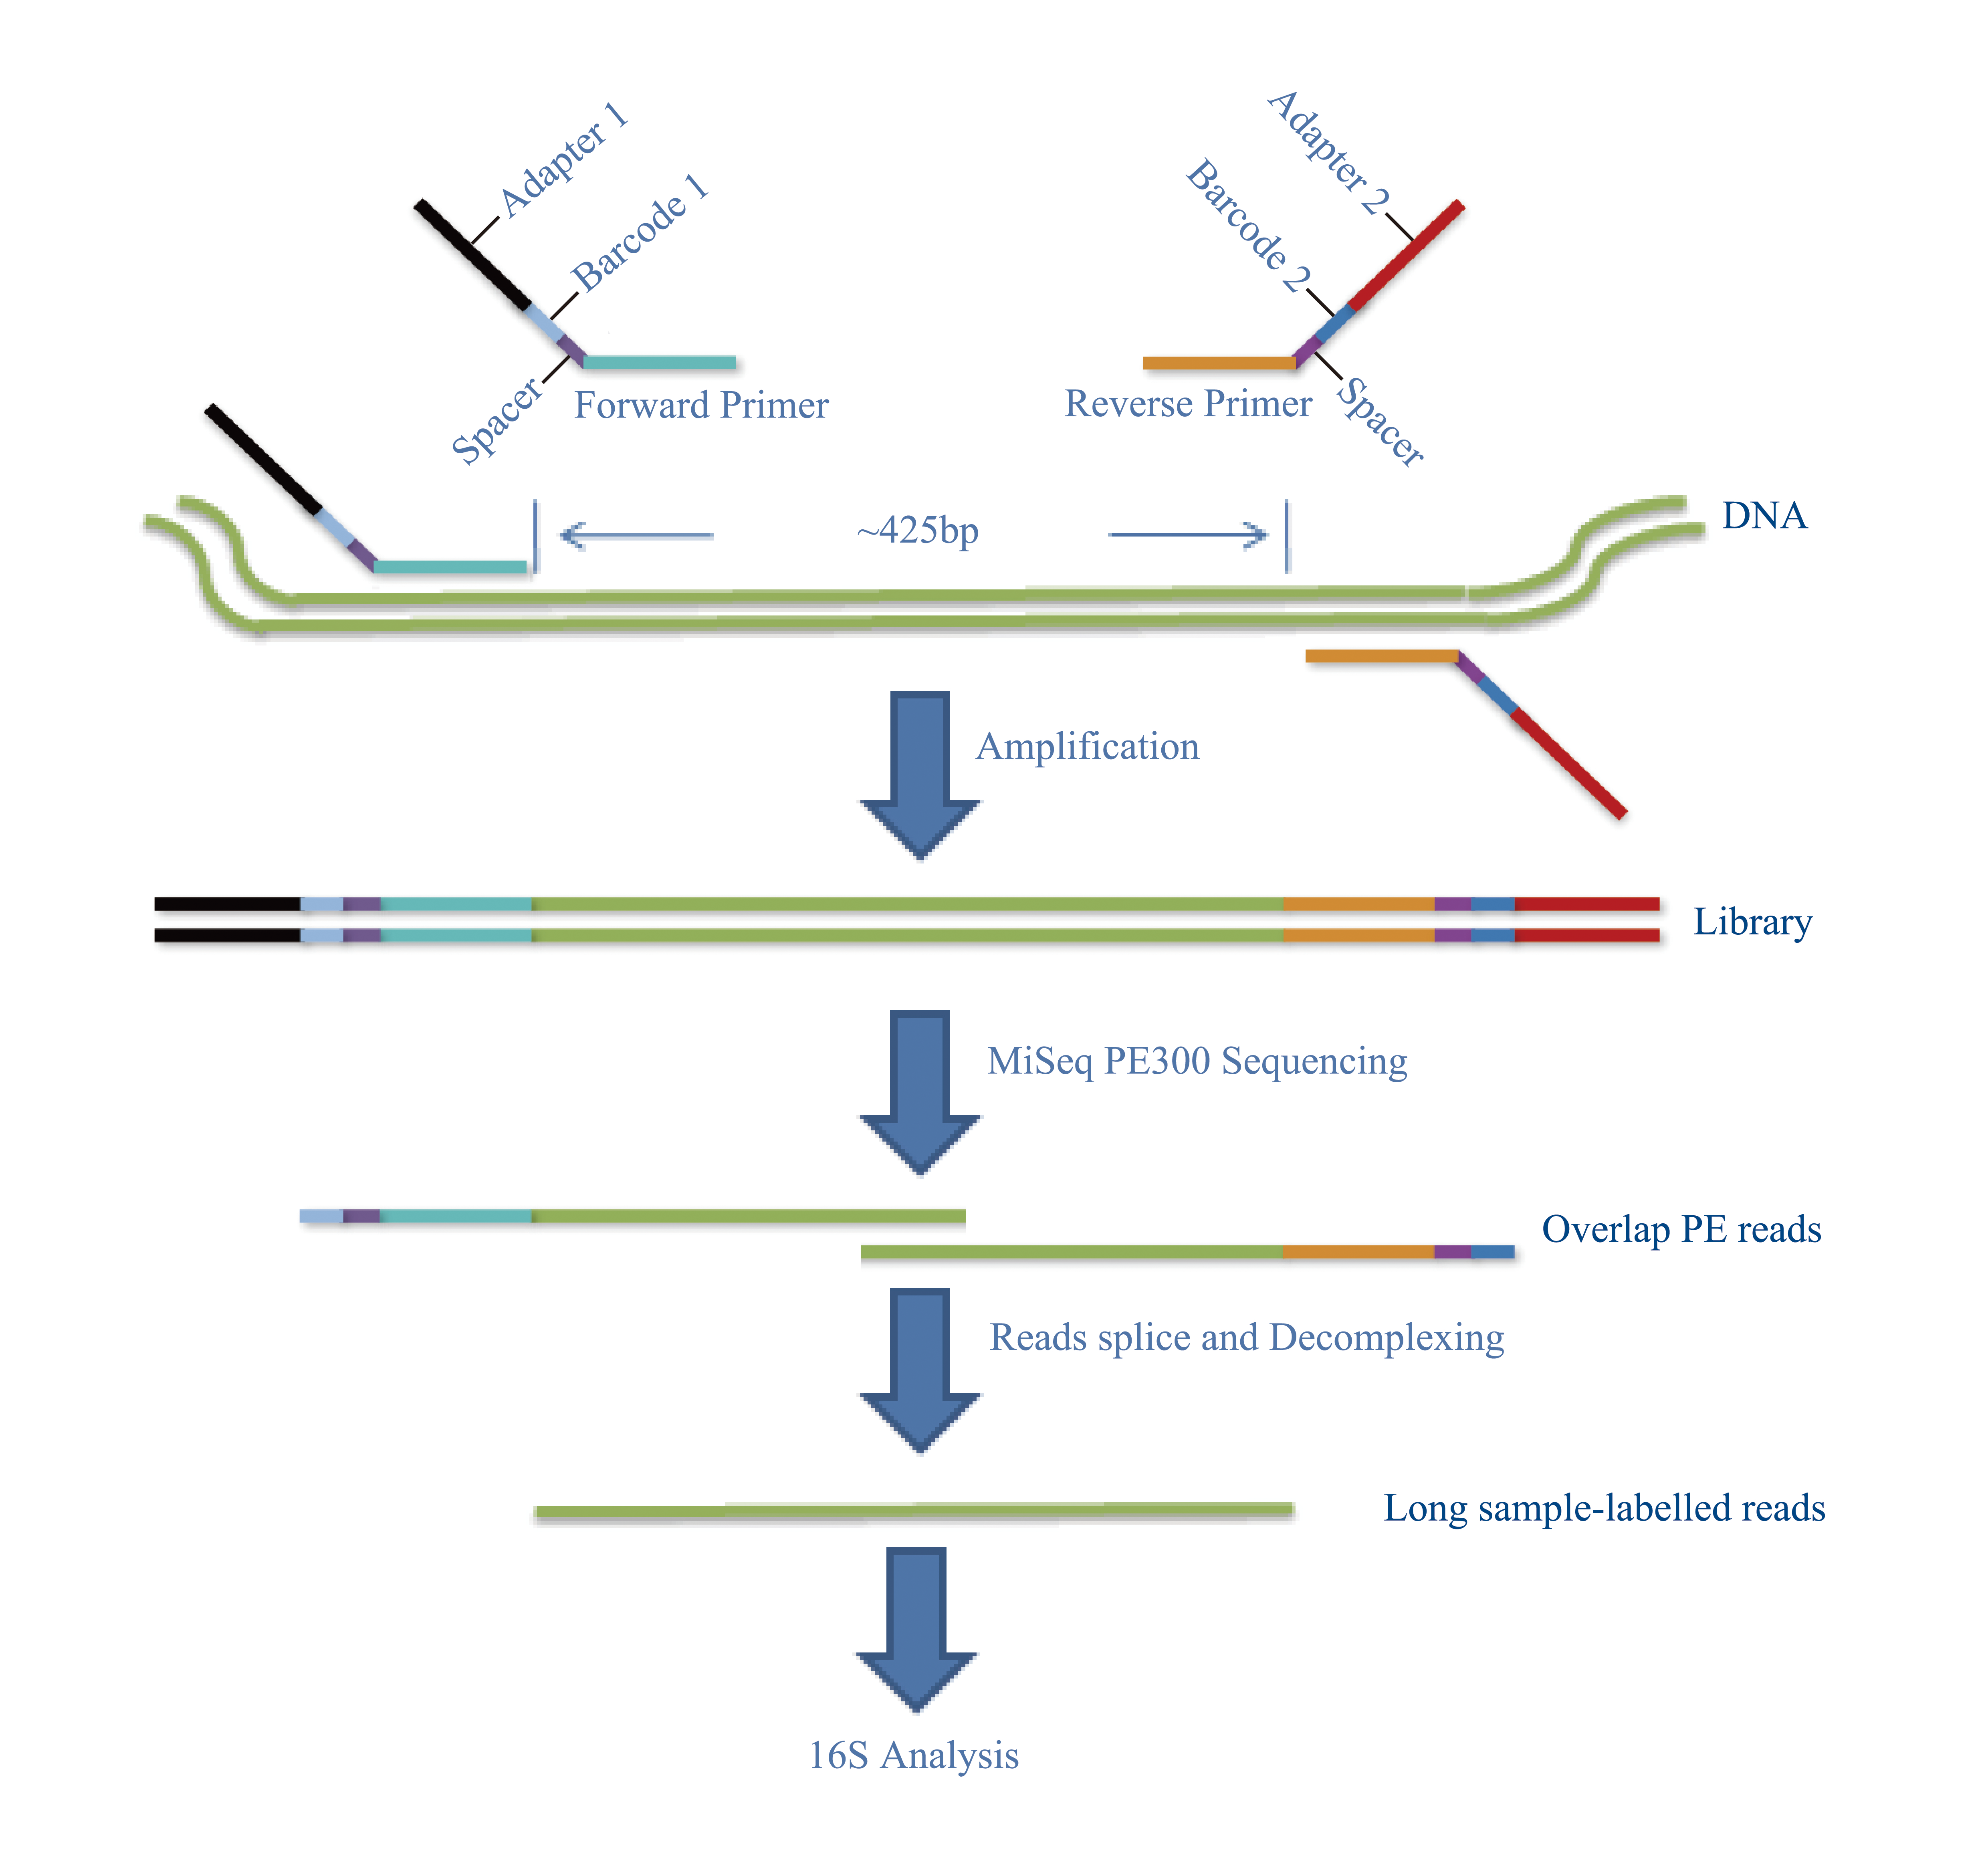 Adapter 1
Adapter 2
Barcode 1
Barcode 2
Spacer
Forward Primer
Reverse Primer
Spacer
~425bp
DNA
Amplification
Library
MiSeq PE300 Sequencing
Overlap PE reads
Reads splice and Decomplexing
Long sample-labelled reads
16S Analysis